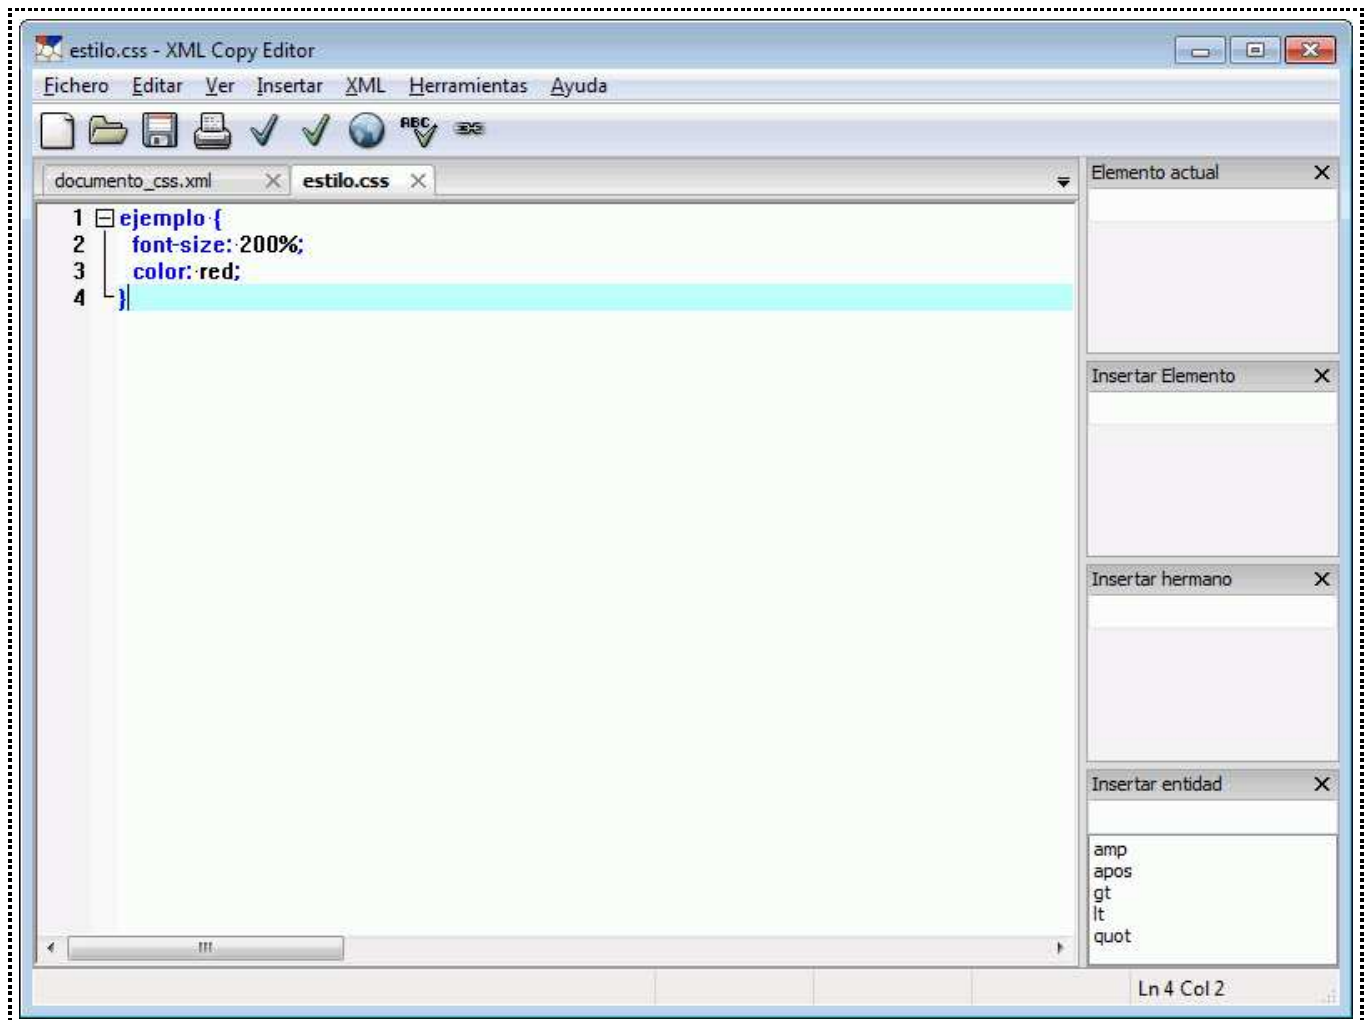 estilo.css - XML Copy Editor
Fichero Editar Ver Insertar XML Herramientas Ayuda
ABC
documento_css.xml estilo.css
Elemento actual
1 ejemplo {
2 font-size: 200%;
3 color: red;
4 }
Insertar Elemento
Insertar hermano
Insertar entidad
amp
apos
gt
lt
quot
Ln 4 Col 2